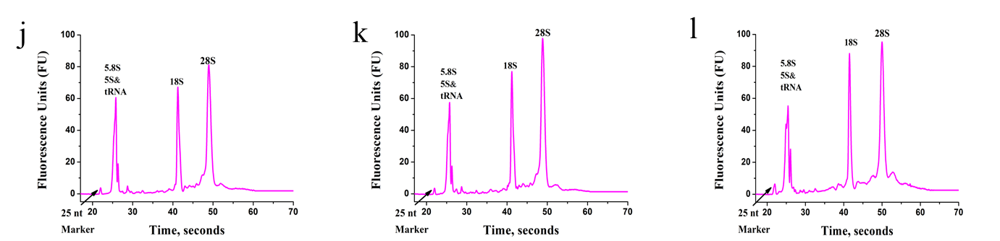 j
Fluorescence Units (FU)
100
80
60
40
20
0
5.8S
5S&
tRNA
18S
28S
20 30 40 50 60 70
25 nt
Marker
Time, seconds
k
Fluorescence Units (FU)
100
80
60
40
20
0
5.8S
5S&
tRNA
18S
28S
20 30 40 50 60 70
25 nt
Marker
Time, seconds
l
Fluorescence Units (FU)
100
80
60
40
20
0
5.8S
5S&
tRNA
18S
28S
20 30 40 50 60 70
25 nt
Marker
Time, seconds